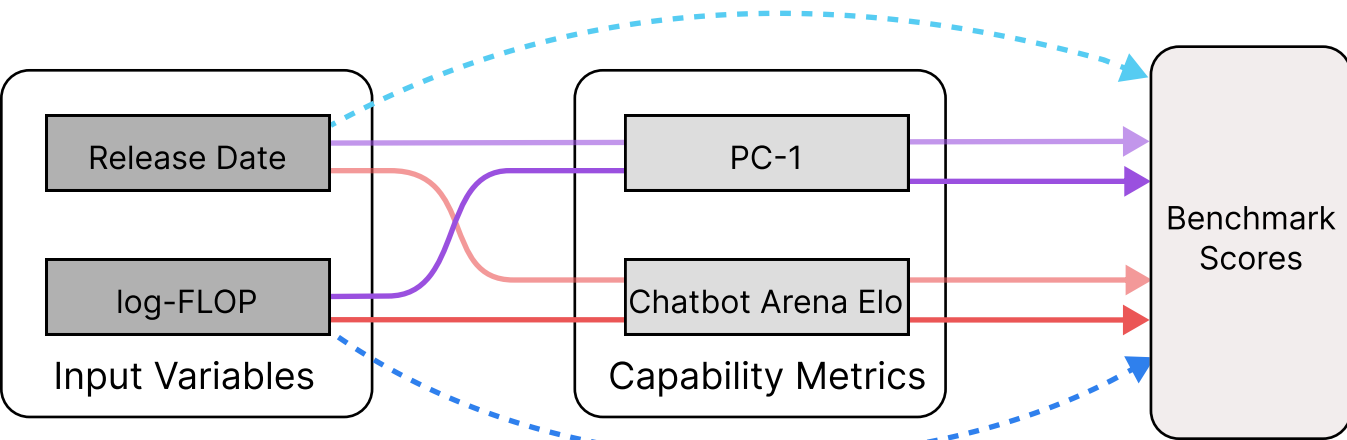 Release Date
log-FLOP
Input Variables
PC-1
Chatbot Arena Elo
Capability Metrics
Benchmark
Scores